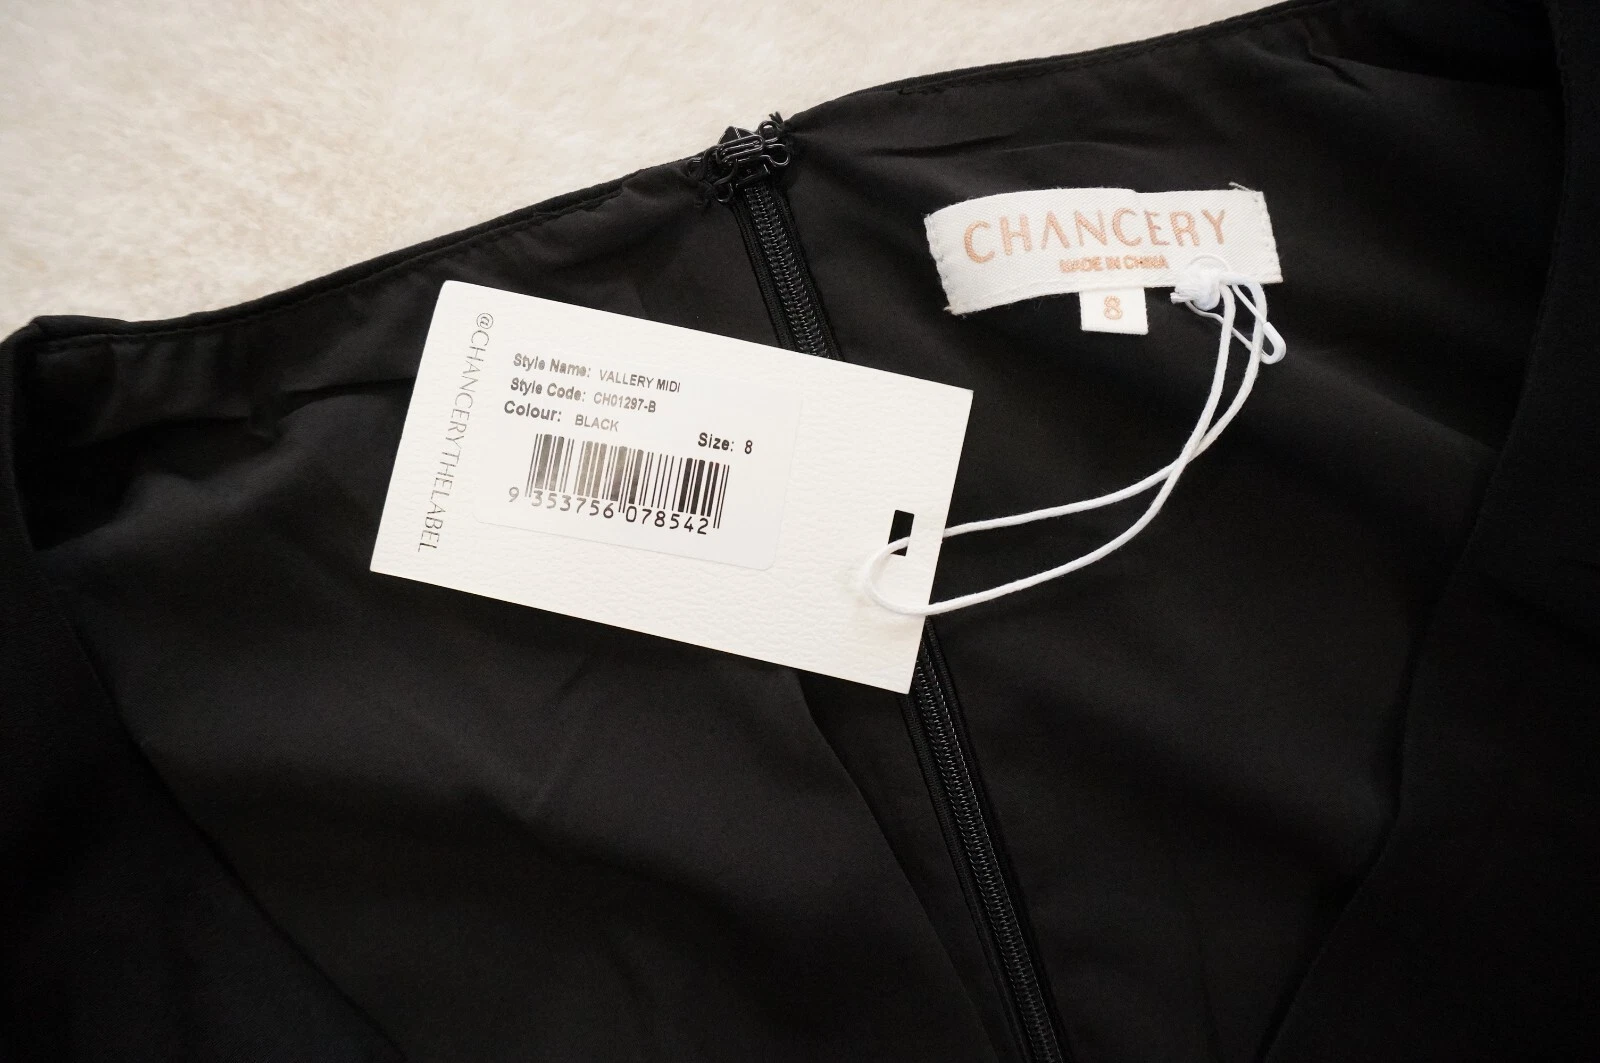 CHANCERY
MADE IN CHINA
8
@CHANCERYTHELABEL
Style Name: VALLERY MIDI
Style Code: CH01297-B
Colour: BLACK
Size: 8
9 353756 078542